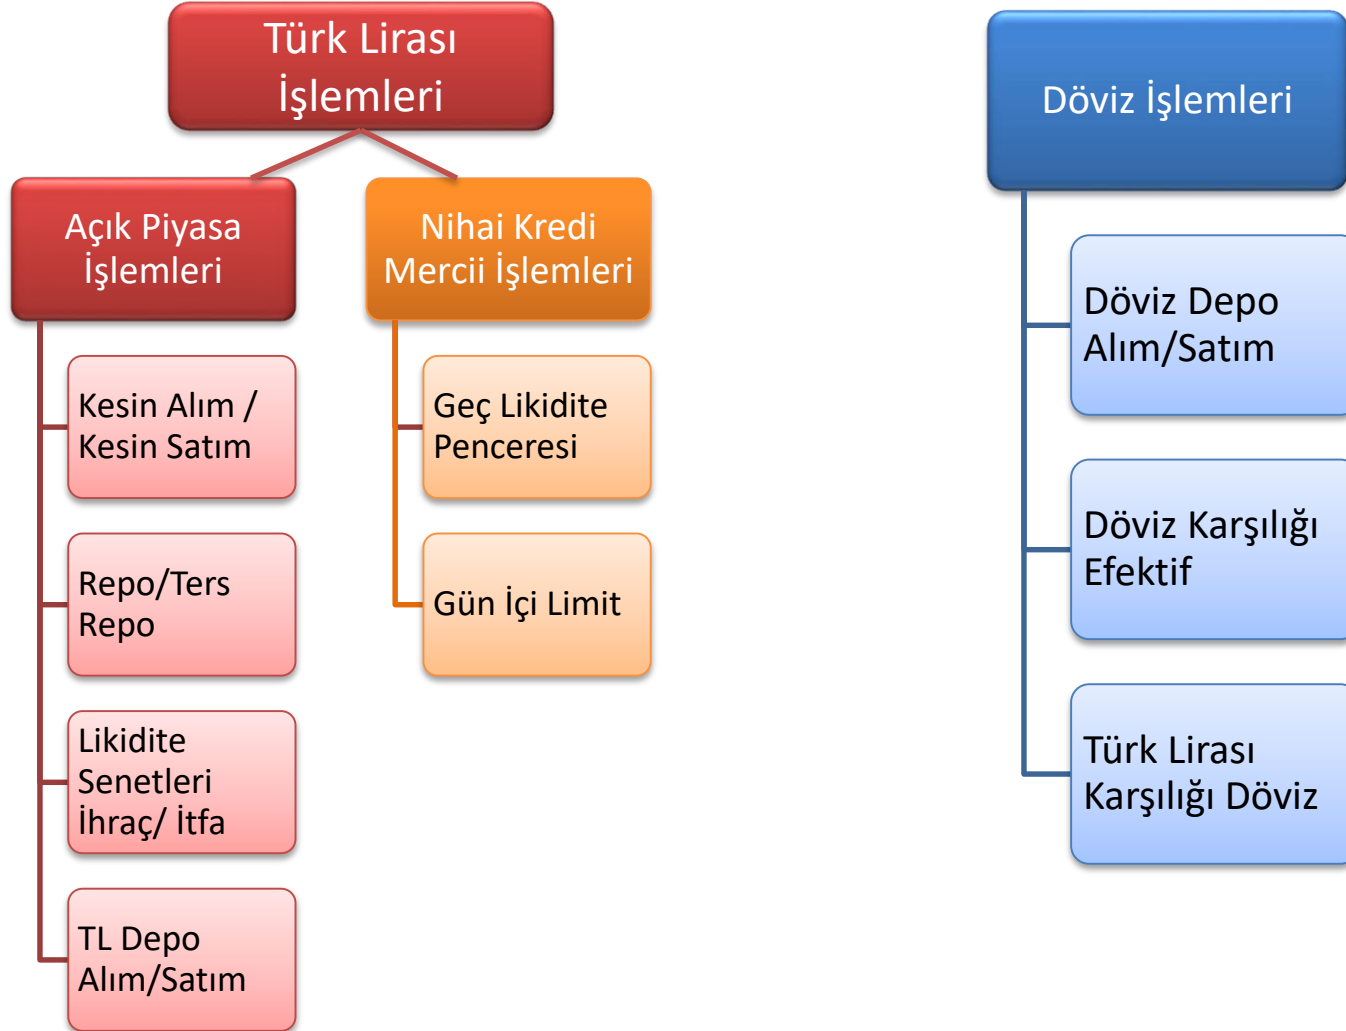 Türk Lirası
İşlemleri
Açık Piyasa
İşlemleri
Kesin Alım /
Kesin Satım
Repo/Ters
Repo
Likidite
Senetleri
İhraç/ İtfa
TL Depo
Alım/Satım
Nihai Kredi
Mercii İşlemleri
Geç Likidite
Penceresi
Gün İçi Limit
Döviz İşlemleri
Döviz Depo
Alım/Satım
Döviz Karşılığı
Efektif
Türk Lirası
Karşılığı Döviz